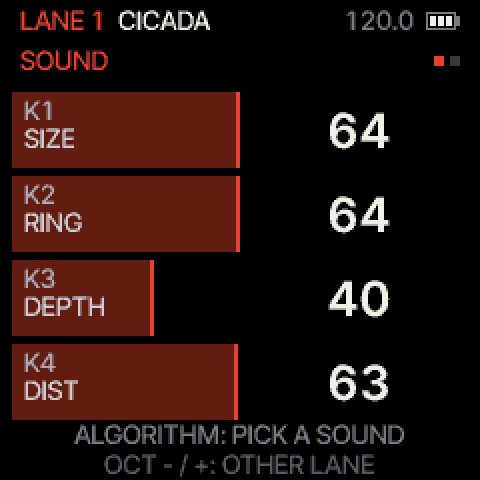 LANE 1 CICADA 120.0
SOUND
K1
SIZE 64
K2
RING 64
K3
DEPTH 40
K4
DIST 63
ALGORITHM: PICK A SOUND
OCT - / +: OTHER LANE